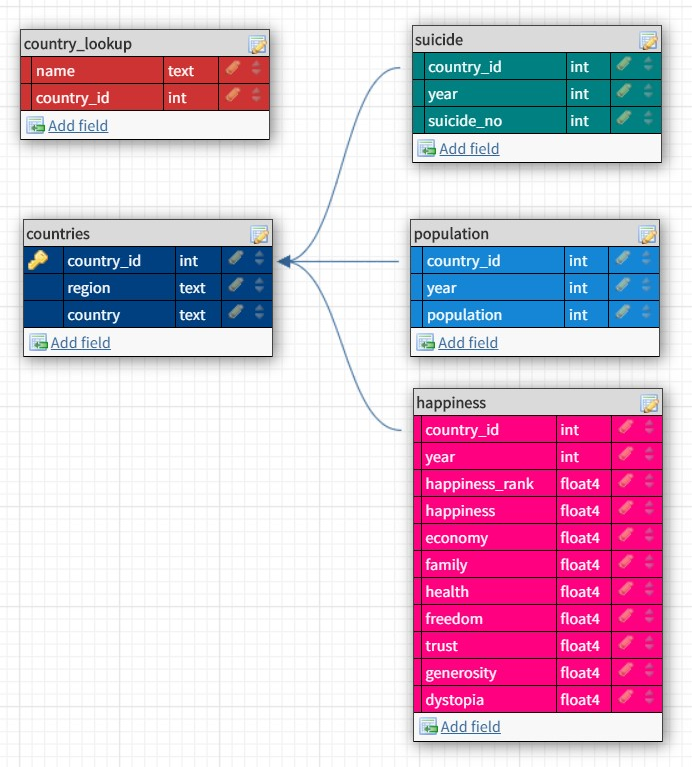 country_lookup
name text
country_id int
Add field
countries
country_id int
region text
country text
Add field
suicide
country_id int
year int
suicide_no int
Add field
population
country_id int
year int
population int
Add field
happiness
country_id int
year int
happiness_rank float4
happiness float4
economy float4
family float4
health float4
freedom float4
trust float4
generosity float4
dystopia float4
Add field